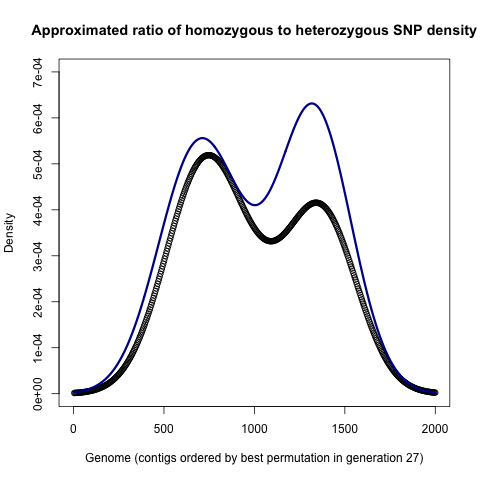 Approximated ratio of homozygous to heterozygous SNP density
7e-04
6e-04
5e-04
4e-04
3e-04
2e-04
1e-04
0e+00
Density
0 500 1000 1500 2000
Genome (contigs ordered by best permutation in generation 27)